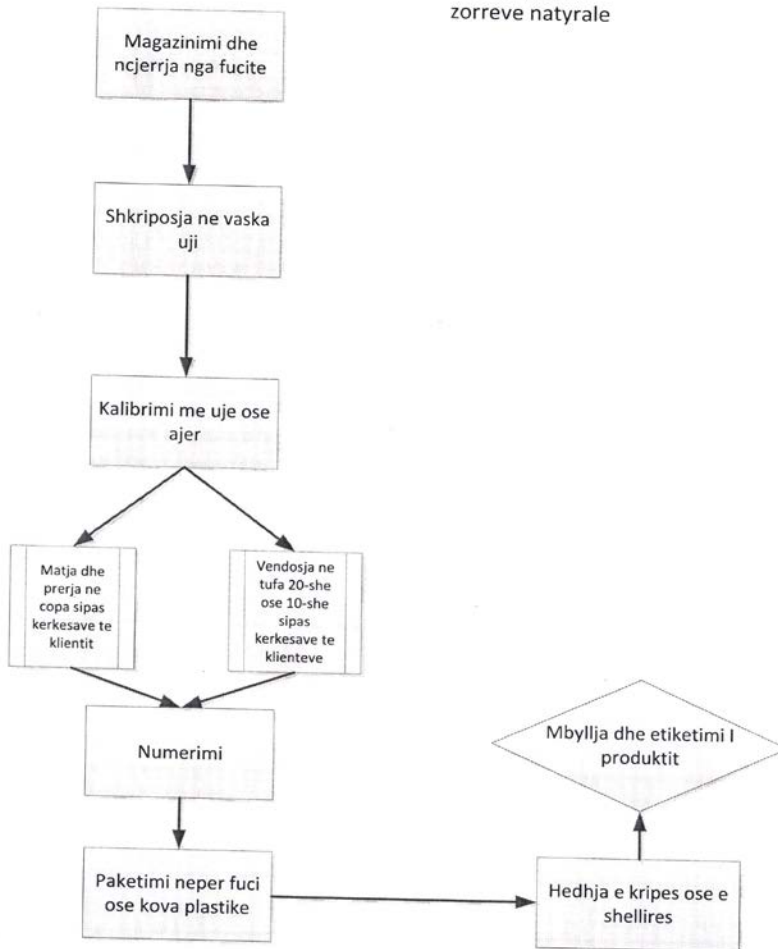 zorreve natyrale
Magazinimi dhe
ncjerrja nga fucite
Shkriposja ne vaska
uji
Kalibrimi me uje ose
ajer
Matja dhe
prerja ne
copa sipas
kerkesave te
klientit
Vendosja ne
tufa 20-she
ose 10-she
sipas
kerkesave te
klienteve
Numerimi
Paketimi neper fuci
ose kova plastike
Hedhja e kripes ose e
shellires
Mbyllja dhe etiketimi I
produktit